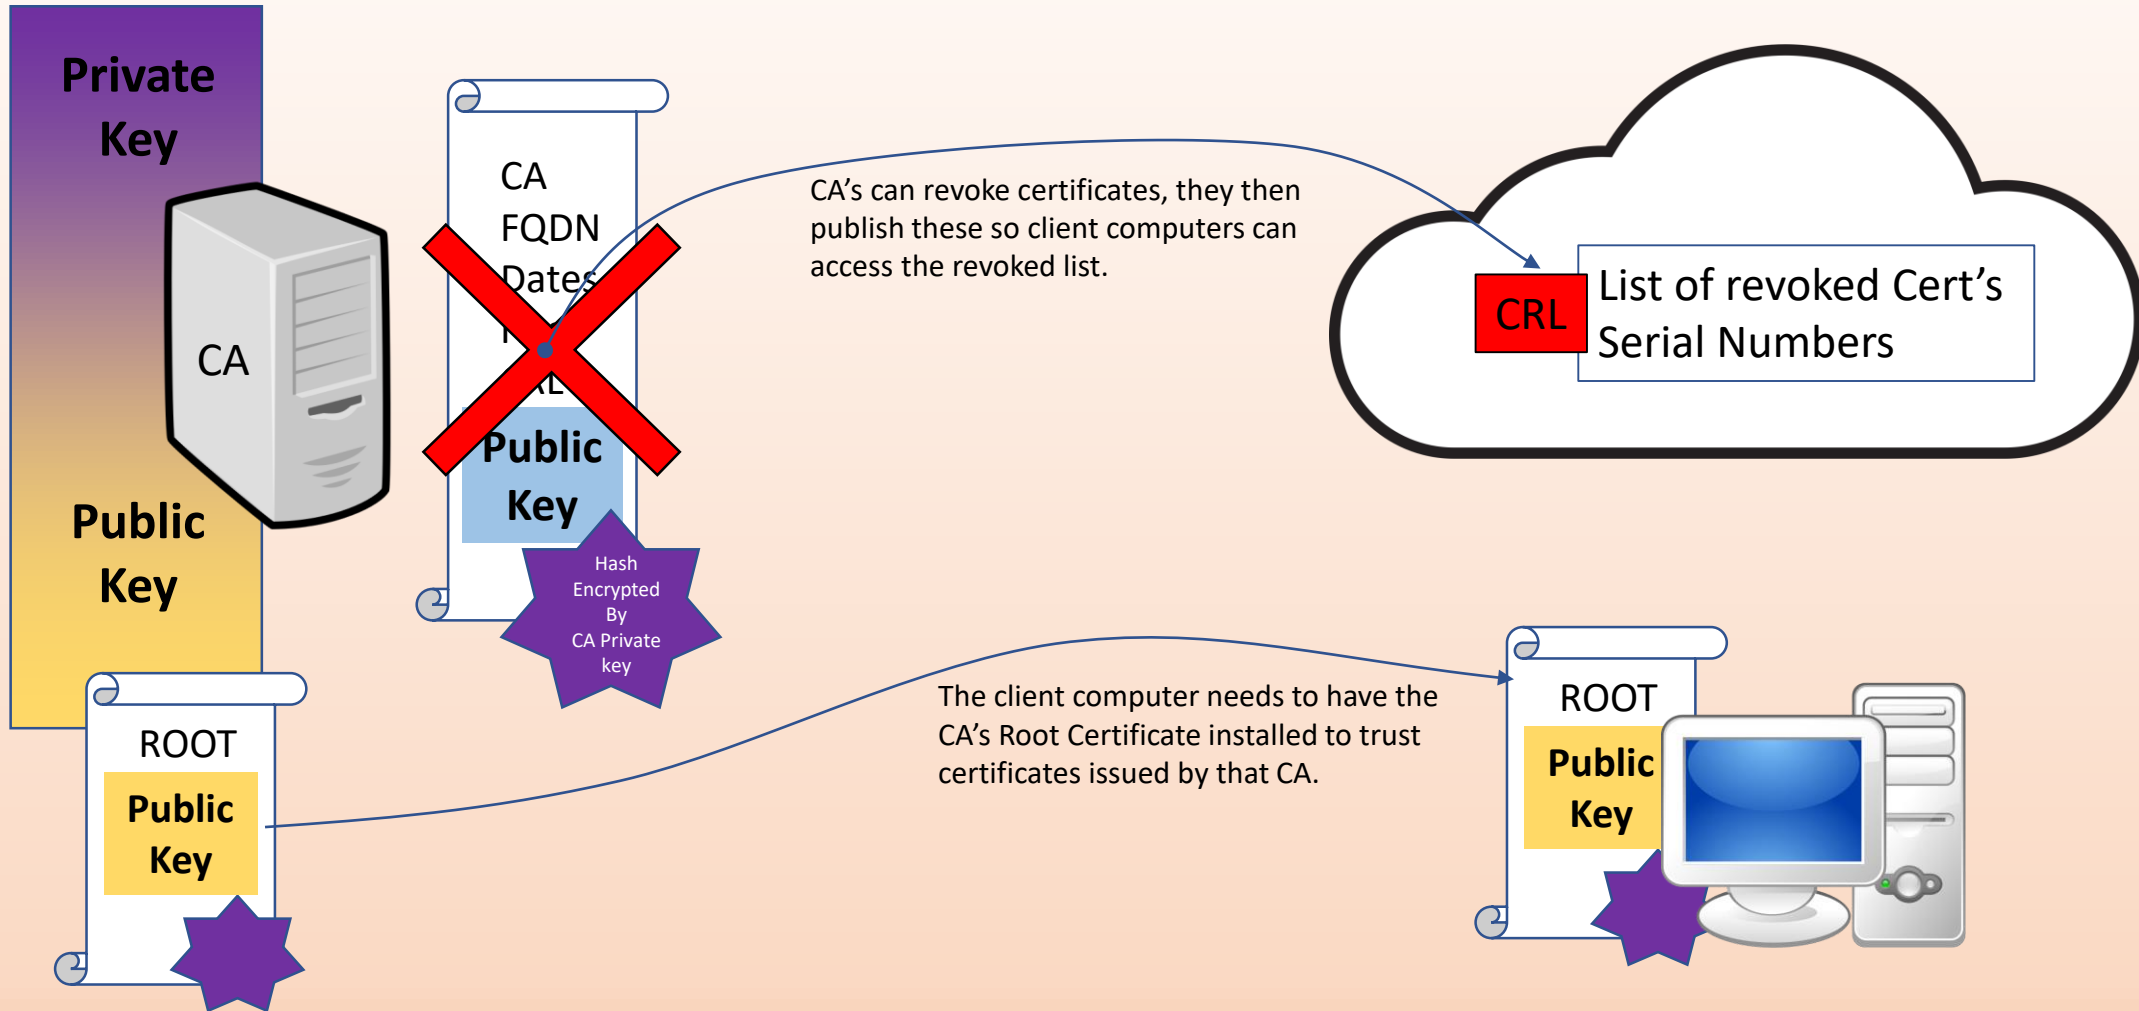 Private
Key
CA
Public
Key
ROOT
Public
Key
CA
FQDN
Dates
Public
Key
Hash
Encrypted
By
CA Private
key
CA's can revoke certificates, they then
publish these so client computers can
access the revoked list.
CRL
List of revoked Cert's
Serial Numbers
The client computer needs to have the
CA's Root Certificate installed to trust
certificates issued by that CA.
ROOT
Public
Key